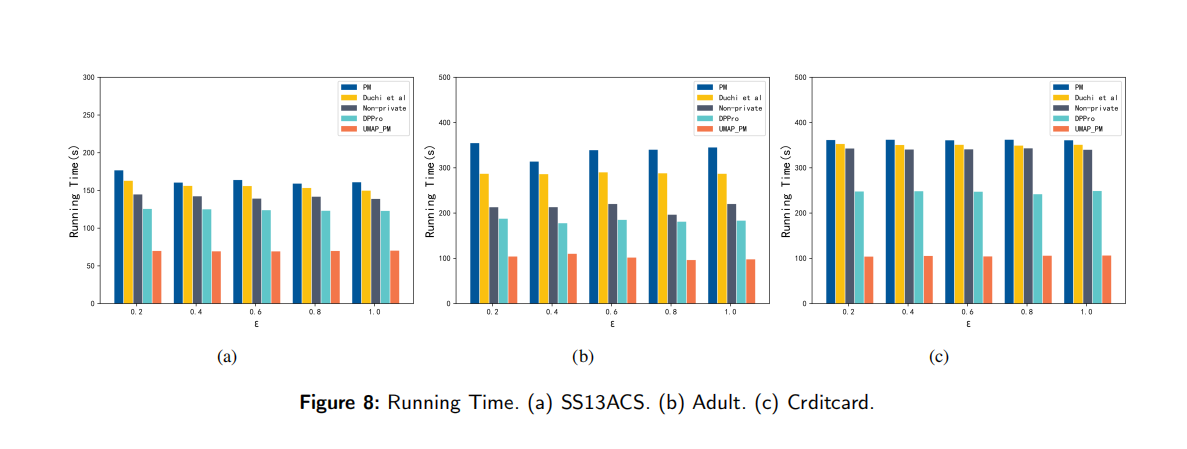 300
250
200
150
100
50
0
Running Time(s)
0.2 0.4 0.6 0.8 1.0
E
PM
Duchi et al
Non-private
DPPro
UMAP_PM
(a)
500
400
300
200
100
0
Running Time(s)
0.2 0.4 0.6 0.8 1.0
E
PM
Duchi et al
Non-private
DPPro
UMAP_PM
(b)
500
400
300
200
100
0
Running Time(s)
0.2 0.4 0.6 0.8 1.0
E
PM
Duchi et al
Non-private
DPPro
UMAP_PM
(c)
Figure 8: Running Time. (a) SS13ACS. (b) Adult. (c) Crditcard.